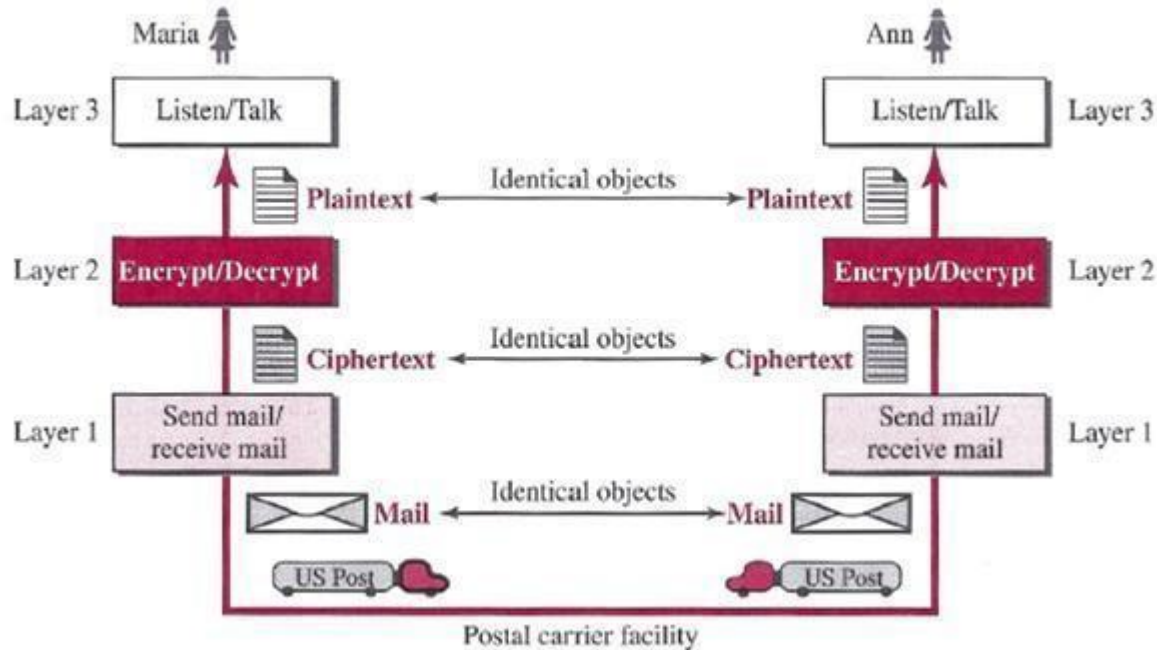 Maria Ann
Layer 3 Listen/Talk Listen/Talk Layer 3
Plaintext Identical objects Plaintext
Layer 2 Encrypt/Decrypt Encrypt/Decrypt Layer 2
Ciphertext Identical objects Ciphertext
Layer 1 Send mail/ Send mail/ Layer 1
receive mail receive mail
Mail Identical objects Mail
US Post US Post
Postal carrier facility